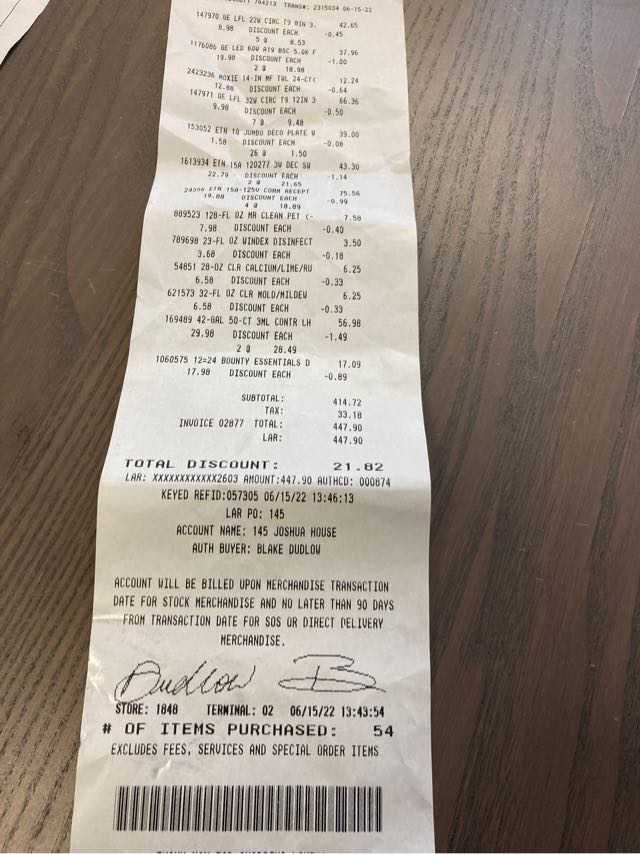 704213 TRANS#: 2315034 06-15-22
147970 GE LFL 22W CIRC T9 8IN 3. 42.65
8.98 DISCOUNT EACH -0.45
5 @ 8.53
1176086 GE LED 60W A19 BSC 5.0K F 37.96
19.98 DISCOUNT EACH -1.00
2 @ 18.98
2423236 MOXIE 14-IN MF TWL 24-CT( 12.24
12.88 DISCOUNT EACH -0.64
147971 GE LFL 32W CIRC T9 12IN 3 66.36
9.98 DISCOUNT EACH -0.50
7 @ 9.48
153052 ETN 10 JUMBO DECO PLATE W 39.00
1.58 DISCOUNT EACH -0.08
26 @ 1.50
1613934 ETN 15A 120277 3W DEC SW 43.30
22.79 DISCOUNT EACH -1.14
2 @ 21.65
24356 ETN 15A-125V COMM RECEPT 75.56
19.88 DISCOUNT EACH -0.99
4 @ 18.89
889523 128-FL OZ MR CLEAN PET (- 7.58
7.98 DISCOUNT EACH -0.40
789698 23-FL OZ WINDEX DISINFECT 3.50
3.68 DISCOUNT EACH -0.18
54851 28-OZ CLR CALCIUM/LIME/RU 6.25
6.58 DISCOUNT EACH -0.33
621573 32-FL OZ CLR MOLD/MILDEW 6.25
6.58 DISCOUNT EACH -0.33
169489 42-GAL 50-CT 3ML CONTR LH 56.98
29.98 DISCOUNT EACH -1.49
2 @ 28.49
1060575 12=24 BOUNTY ESSENTIALS D 17.09
17.98 DISCOUNT EACH -0.89
SUBTOTAL: 414.72
TAX: 33.18
INVOICE 02877 TOTAL: 447.90
LAR: 447.90
TOTAL DISCOUNT: 21.82
LAR: XXXXXXXXXXXX2603 AMOUNT:447.90 AUTHCD: 000874
KEYED REFID:057305 06/15/22 13:46:13
LAR PO: 145
ACCOUNT NAME: 145 JOSHUA HOUSE
AUTH BUYER: BLAKE DUDLOW
ACCOUNT WILL BE BILLED UPON MERCHANDISE TRANSACTION
DATE FOR STOCK MERCHANDISE AND NO LATER THAN 90 DAYS
FROM TRANSACTION DATE FOR SOS OR DIRECT DELIVERY
MERCHANDISE.
Dudlow B
STORE: 1848 TERMINAL: 02 06/15/22 13:43:54
# OF ITEMS PURCHASED: 54
EXCLUDES FEES, SERVICES AND SPECIAL ORDER ITEMS